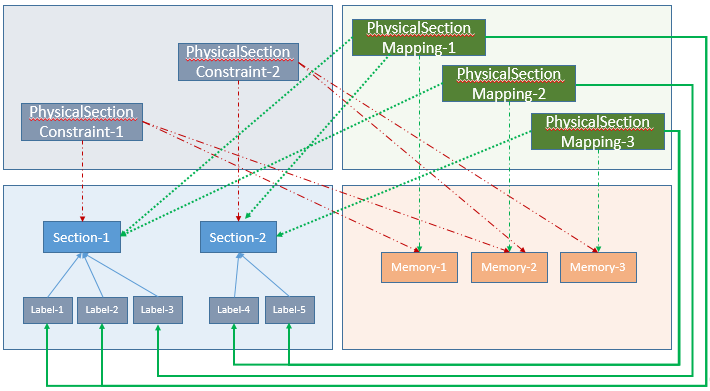 PhysicalSection
Mapping-1
PhysicalSection
Constraint-2
PhysicalSection
Mapping-2
PhysicalSection
Constraint-1
PhysicalSection
Mapping-3
Section-1
Section-2
Memory-1
Memory-2
Memory-3
Label-1
Label-2
Label-3
Label-4
Label-5